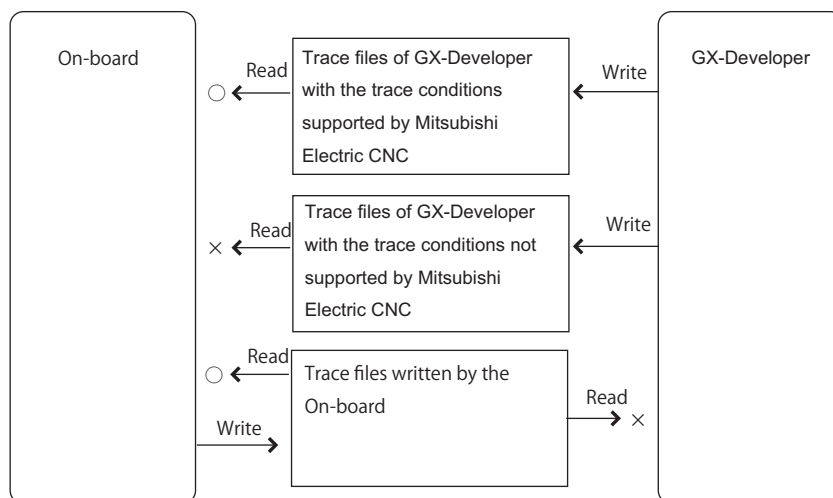 On-board
GX-Developer
○
Read
Trace files of GX-Developer
with the trace conditions
supported by Mitsubishi
Electric CNC
Write
×
Read
Trace files of GX-Developer
with the trace conditions not
supported by Mitsubishi
Electric CNC
Write
○
Read
Write
Trace files written by the
On-board
Read
×